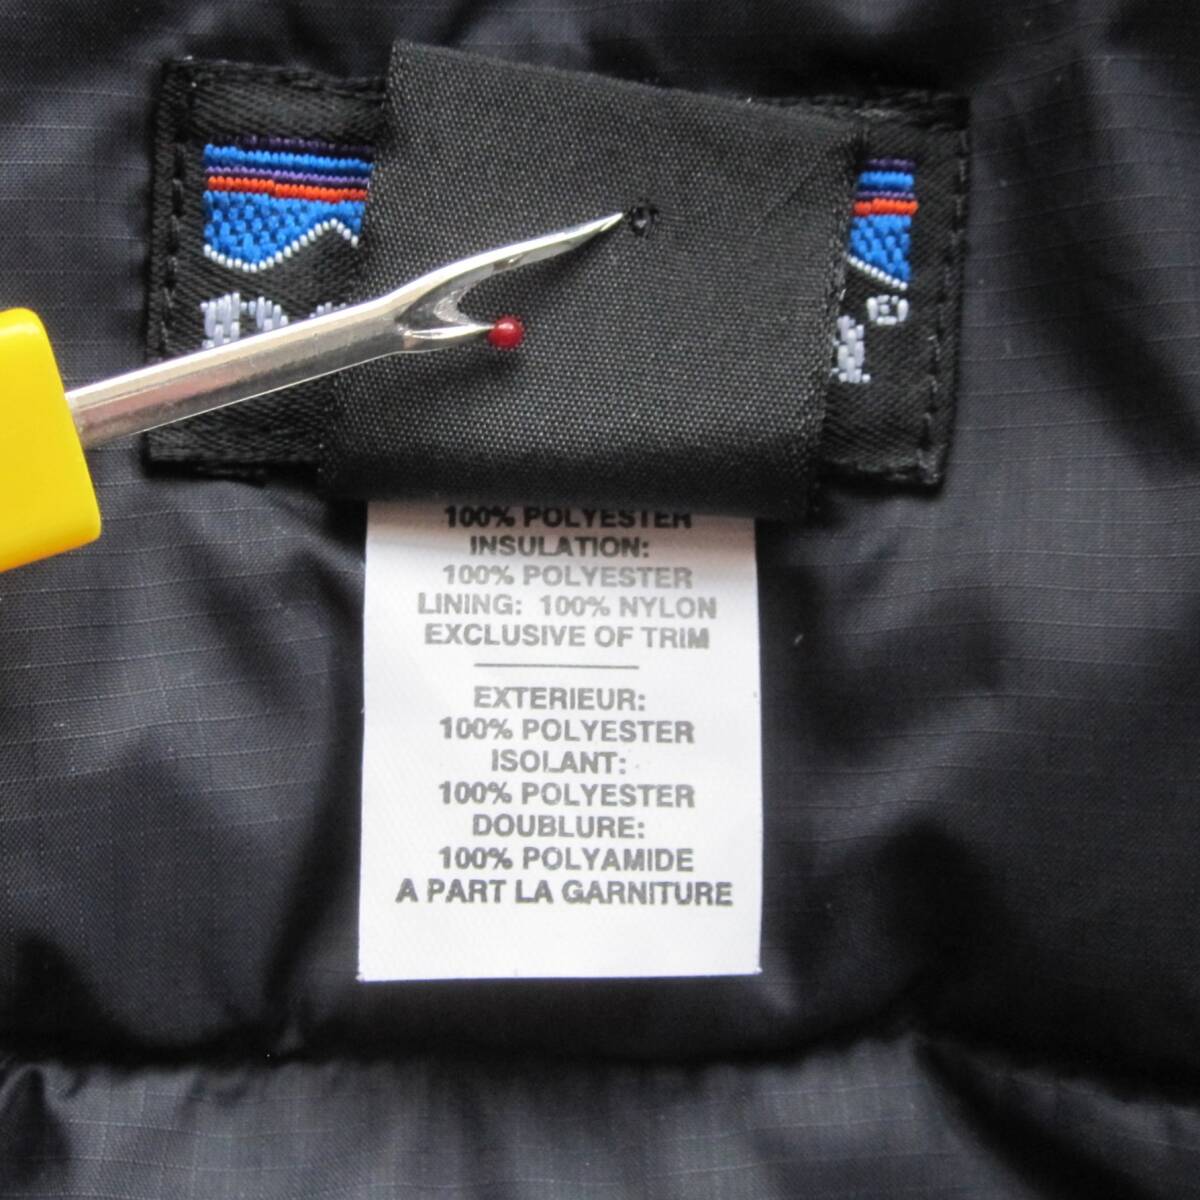 100% POLYESTER
INSULATION:
100% POLYESTER
LINING: 100% NYLON
EXCLUSIVE OF TRIM
EXTERIEUR:
100% POLYESTER
ISOLANT:
100% POLYESTER
DOUBLURE:
100% POLYAMIDE
A PART LA GARNITURE